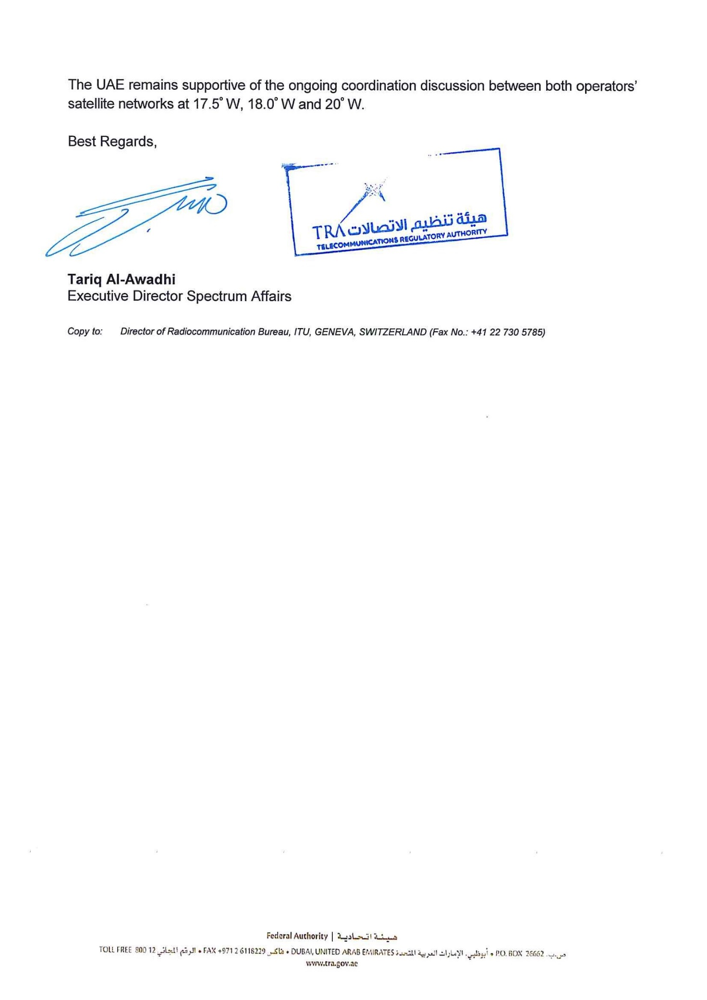 The UAE remains supportive of the ongoing coordination discussion between both operators’
satellite networks at 17.5° W, 18.0° W and 20° W.
Best Regards,
TRA هيئة تنظيم الاتصالات
TELECOMMUNICATIONS REGULATORY AUTHORITY
Tariq Al-Awadhi
Executive Director Spectrum Affairs
Copy to: Director of Radiocommunication Bureau, ITU, GENEVA, SWITZERLAND (Fax No.: +41 22 730 5785)
Federal Authority | هيئة اتحادية
TOLL FREE 800 12 الرقم المجاني • FAX +971 2 6118229 فاكس • DUBAI, UNITED ARAB EMIRATES أبوظبي، الإمارات العربية المتحدة • P.O. BOX 26662 ص.ب.
www.tra.gov.ae